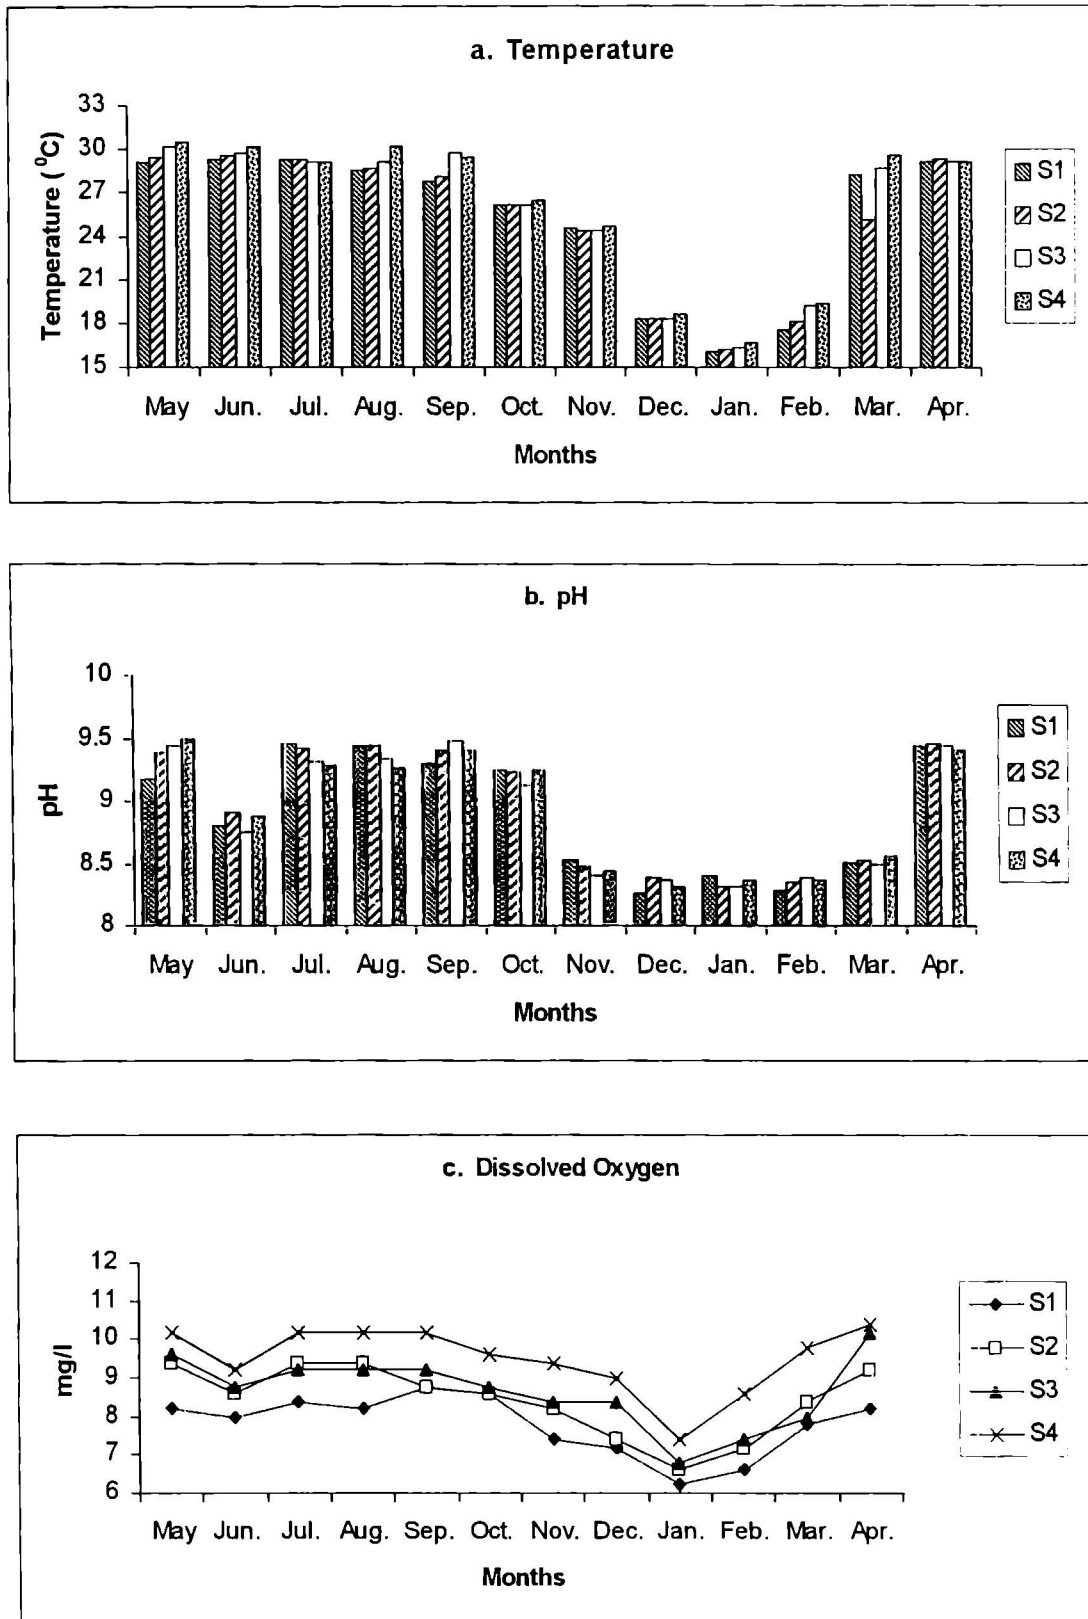 a. Temperature
33
30
27
24
21
18
15
Temperature ( ⁰C)
May Jun. Jul. Aug. Sep. Oct. Nov. Dec. Jan. Feb. Mar. Apr.
Months
S1
S2
S3
S4
b. pH
10
9.5
9
8.5
8
pH
May Jun. Jul. Aug. Sep. Oct. Nov. Dec. Jan. Feb. Mar. Apr.
Months
S1
S2
S3
S4
c. Dissolved Oxygen
12
11
10
9
8
7
6
mg/l
May Jun. Jul. Aug. Sep. Oct. Nov. Dec. Jan. Feb. Mar. Apr.
Months
S1
S2
S3
S4